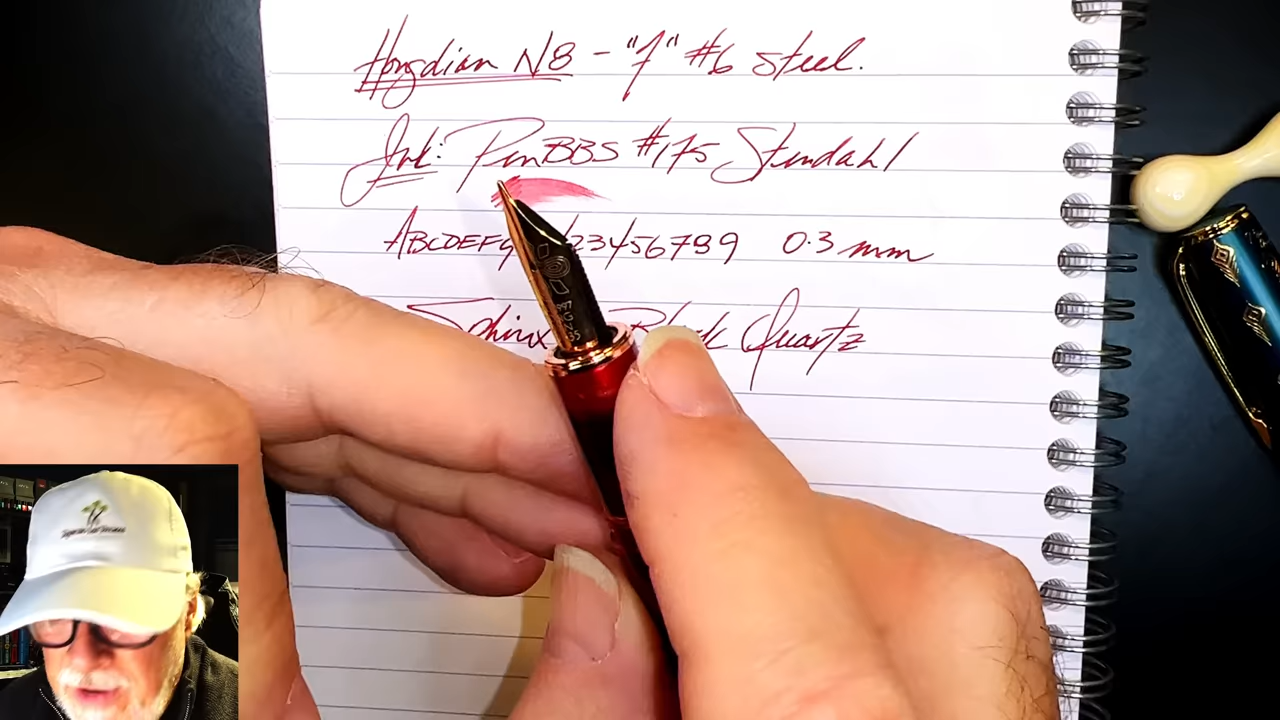 Hongdian N8 - "f" #6 Steel.
Ink: PenBBS #175 Stendahl
ABCDEFG 123456789 0.3 mm
Sphinx Black Quartz